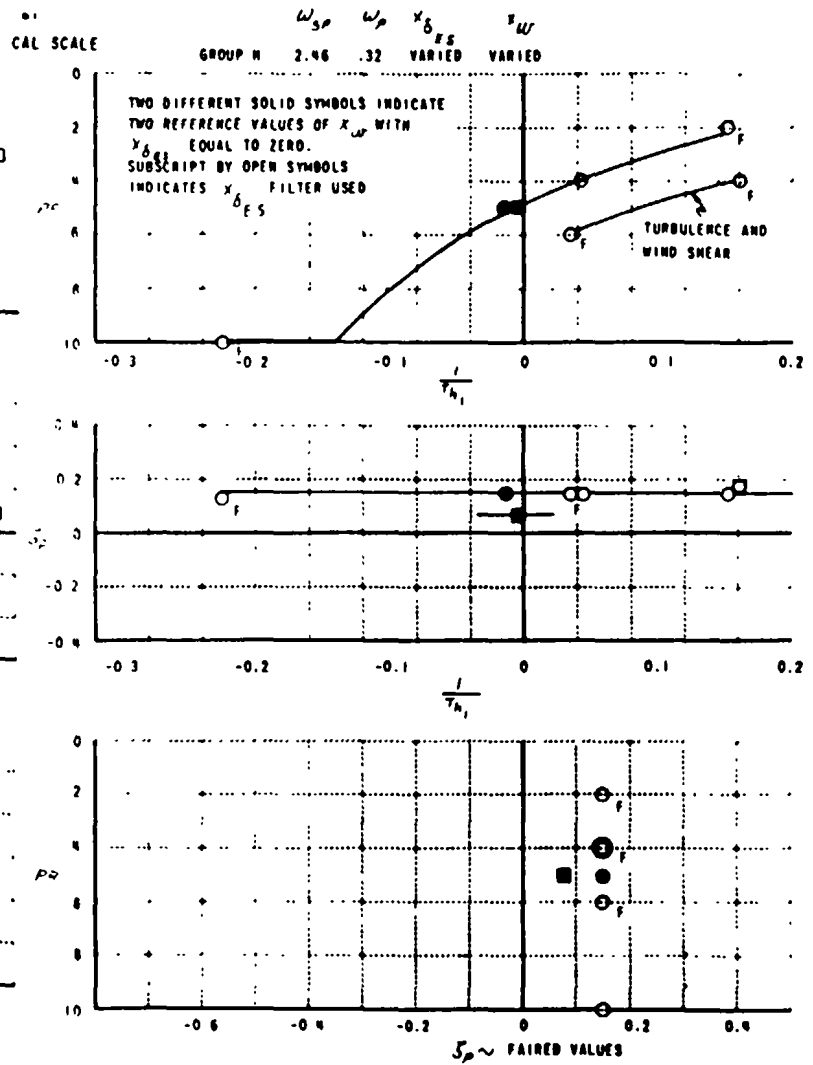 ω_SP ω_P X_δES X_W
CAL SCALE
GROUP H 2.46 .32 VARIED VARIED
TWO DIFFERENT SOLID SYMBOLS INDICATE
TWO REFERENCE VALUES OF X_W WITH
X_δES EQUAL TO ZERO.
SUBSCRIPT BY OPEN SYMBOLS
INDICATES X_δES FILTER USED
0
2
4
6
8
10
F
F
F
TURBULENCE AND
WIND SHEAR
-0 3 -0 2 -0 1 0 0 1 0.2
1/T_h1
0 4
0.2
0
-0.2
-0 4
F
F
-0 3 -0.2 -0.1 0 0.1 0.2
1/T_h1
0
2
4
6
8
10
PR
F
F
F
-0 6 -0 4 -0.2 0 0.2 0.4
ζ_P ~ FAIRED VALUES